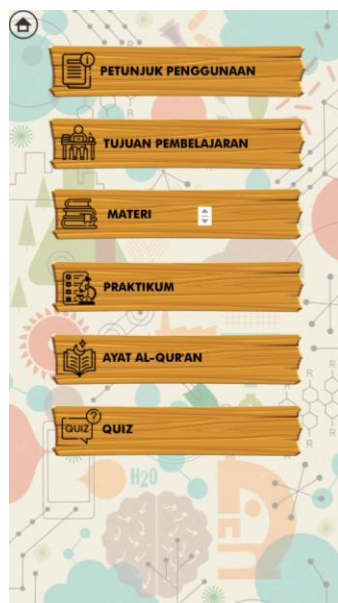 PETUNJUK PENGGUNAAN
TUJUAN PEMBELAJARAN
MATERI
PRAKTIKUM
AYAT AL-QUR'AN
QUIZ QUIZ
H2O